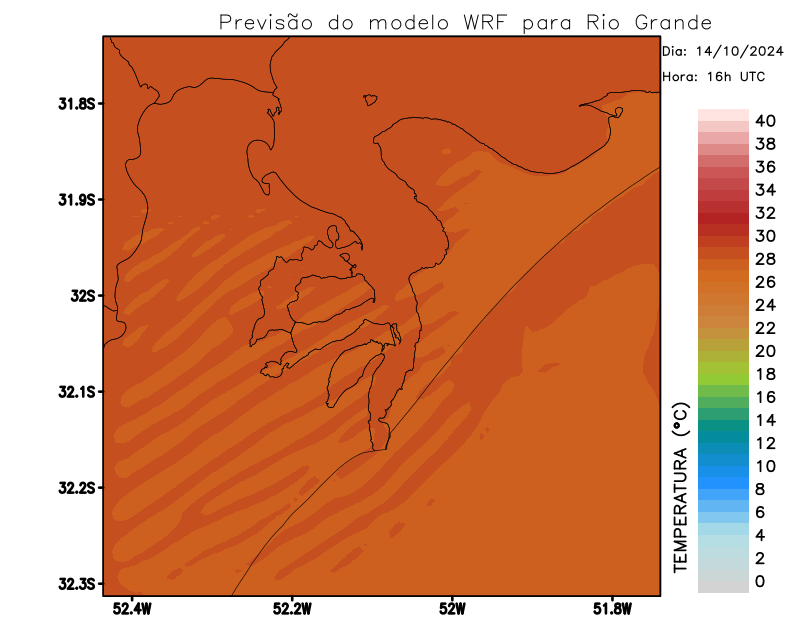 Previsão do modelo WRF para Rio Grande
Dia: 14/10/2024
Hora: 16h UTC
31.8S
31.9S
32S
32.1S
32.2S
32.3S
52.4W
52.2W
52W
51.8W
TEMPERATURA (°C)
40
38
36
34
32
30
28
26
24
22
20
18
16
14
12
10
8
6
4
2
0